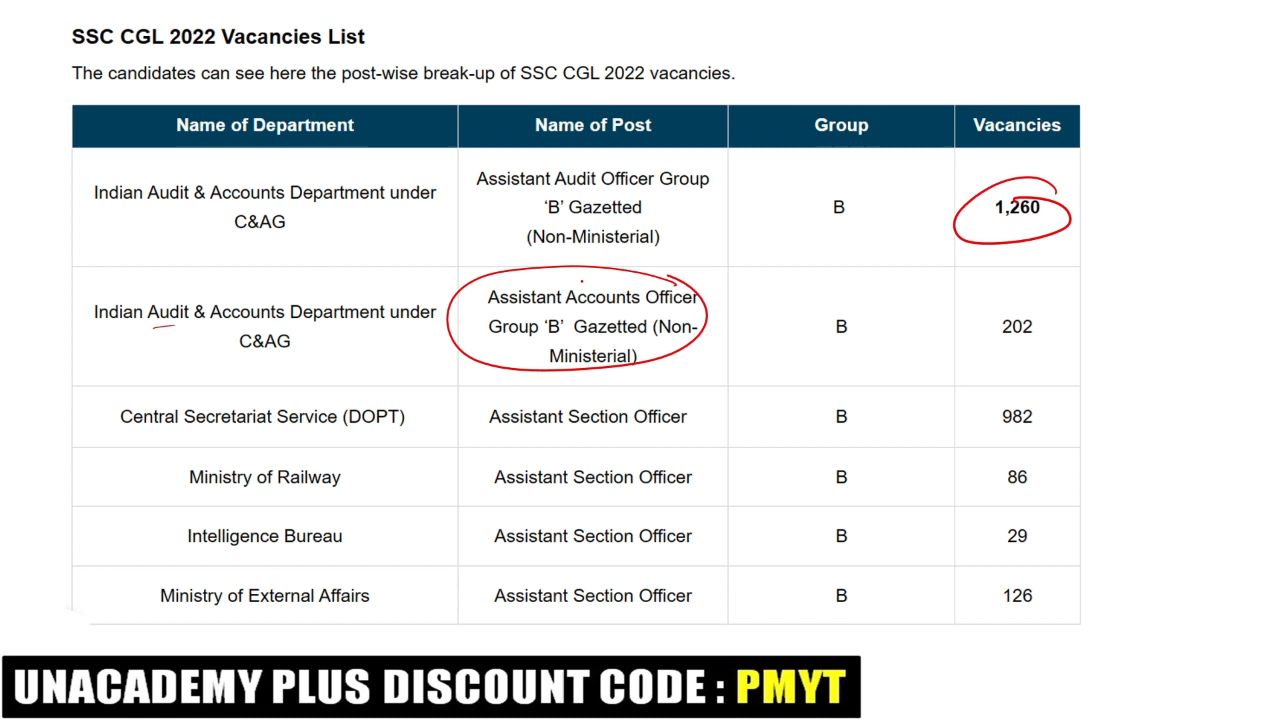 SSC CGL 2022 Vacancies List
The candidates can see here the post-wise break-up of SSC CGL 2022 vacancies.
Name of Department Name of Post Group Vacancies
Indian Audit & Accounts Department under
C&AG
Assistant Audit Officer Group
‘B’ Gazetted
(Non-Ministerial)
B
1,260
Indian Audit & Accounts Department under
C&AG
Assistant Accounts Officer
Group ‘B’ Gazetted (Non-
Ministerial)
B
202
Central Secretariat Service (DOPT) Assistant Section Officer B 982
Ministry of Railway Assistant Section Officer B 86
Intelligence Bureau Assistant Section Officer B 29
Ministry of External Affairs Assistant Section Officer B 126
UNACADEMY PLUS DISCOUNT CODE : PMYT